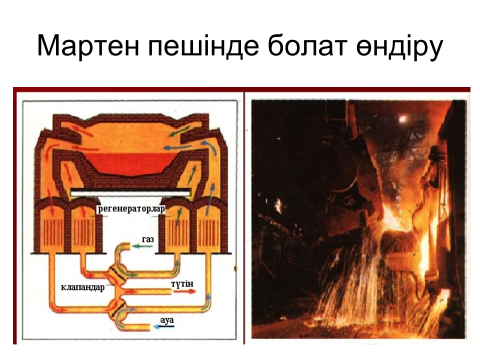 Мартен пешінде болат өндіру
регенераторлар
газ
клапандар
түтін
ауа